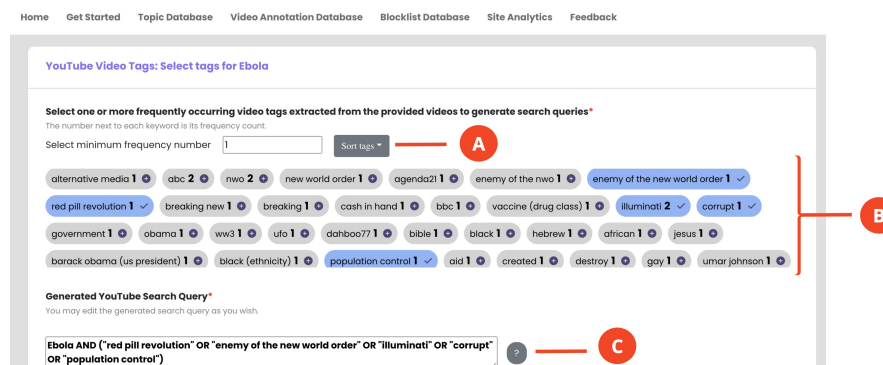 Home Get Started Topic Database Video Annotation Database Blocklist Database Site Analytics Feedback
YouTube Video Tags: Select tags for Ebola
Select one or more frequently occurring video tags extracted from the provided videos to generate search queries*
The number next to each keyword is its frequency count.
Select minimum frequency number 1 Sort tags A
alternative media 1 abc 2 nwo 2 new world order 1 agenda21 1 enemy of the nwo 1 enemy of the new world order 1
red pill revolution 1 breaking new 1 breaking 1 cash in hand 1 bbc 1 vaccine (drug class) 1 illuminati 2 corrupt 1
B
government 1 obama 1 ww3 1 ufo 1 dahboo77 1 bible 1 black 1 hebrew 1 african 1 jesus 1
barack obama (us president) 1 black (ethnicity) 1 population control 1 aid 1 created 1 destroy 1 gay 1 umar johnson 1
Generated YouTube Search Query*
You may edit the generated search query as you wish.
Ebola AND ("red pill revolution" OR "enemy of the new world order" OR "illuminati" OR "corrupt"
OR "population control")
? C